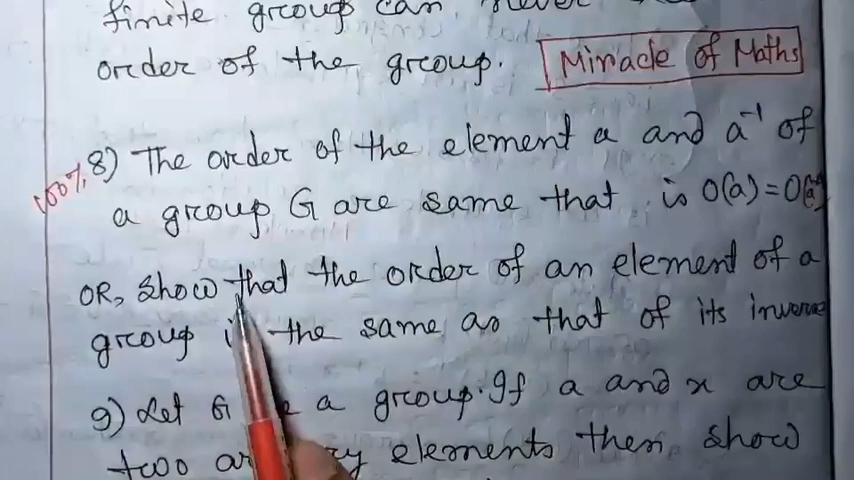 finite group can never
order of the group. Miracle of Maths
100% 8) The order of the element a and a⁻¹ of
a group G are same that is O(a)=O(a⁻¹)
OR, show that the order of an element of a
group the same as that of its inverse
9) Let G a group. If a and x are
two elements then show